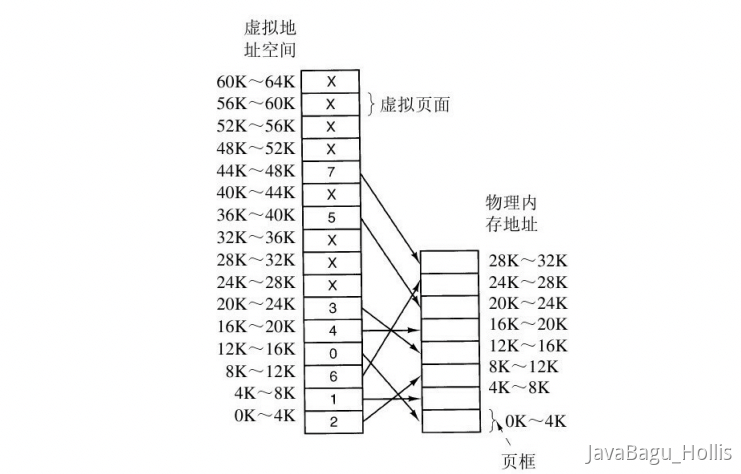 虚拟地
址空间
60K～64K X
56K～60K X 虚拟页面
52K～56K X
48K～52K X
44K～48K 7
40K～44K X
物理内
存地址
36K～40K 5
32K～36K X
28K～32K X 28K～32K
24K～28K X 24K～28K
20K～24K 3 20K～24K
16K～20K 4 16K～20K
12K～16K 0 12K～16K
8K～12K 6 8K～12K
4K～8K 1 4K～8K
0K～4K 2 0K～4K
页框
JavaBagu_Hollis